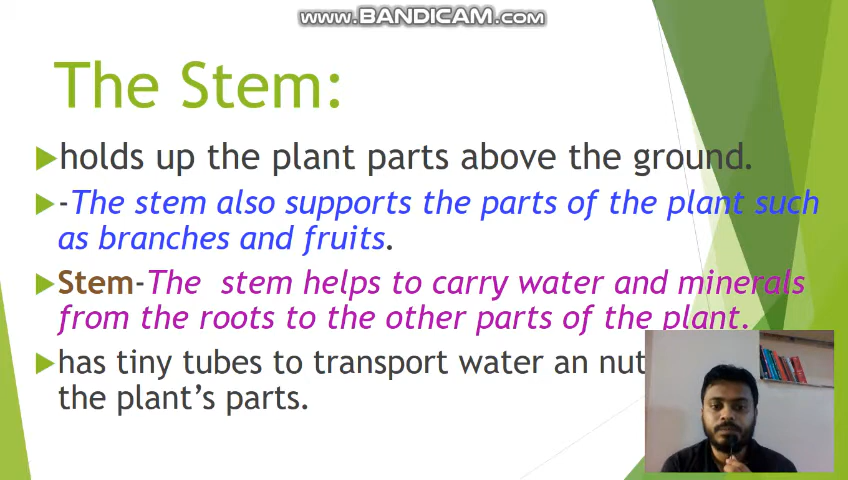 www.BANDICAM.com
The Stem:
holds up the plant parts above the ground.
-The stem also supports the parts of the plant such
as branches and fruits.
Stem-The stem helps to carry water and minerals
from the roots to the other parts of the plant.
has tiny tubes to transport water an
the plant's parts.